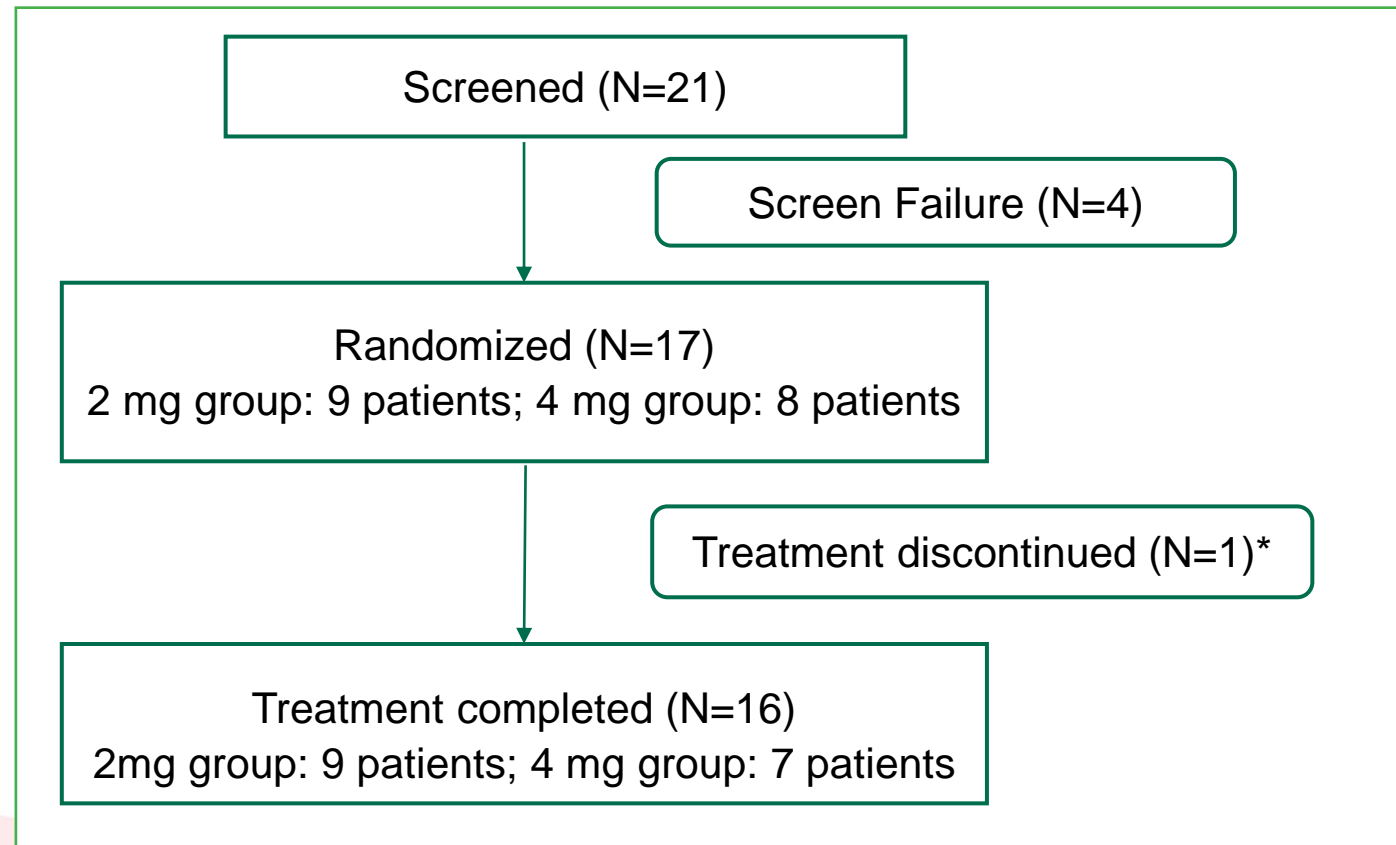 Screened (N=21)
Screen Failure (N=4)
Randomized (N=17)
2 mg group: 9 patients; 4 mg group: 8 patients
Treatment discontinued (N=1)*
Treatment completed (N=16)
2mg group: 9 patients; 4 mg group: 7 patients